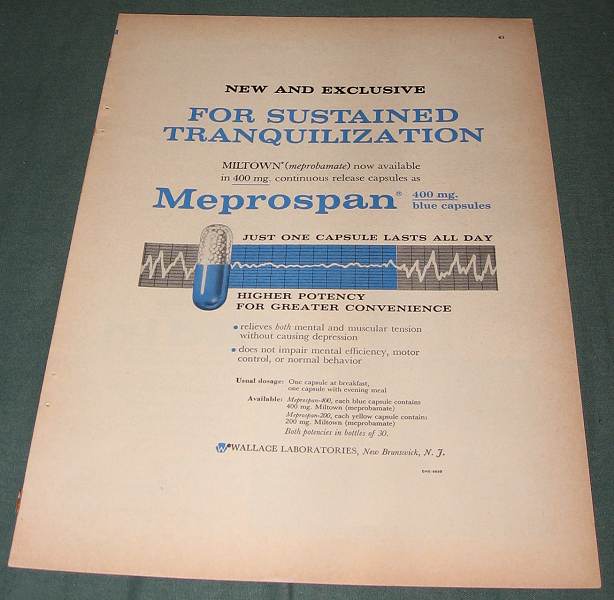 NEW AND EXCLUSIVE
FOR SUSTAINED
TRANQUILIZATION
MILTOWN® (meprobamate) now available
in 400 mg. continuous release capsules as
Meprospan® 400 mg.
blue capsules
JUST ONE CAPSULE LASTS ALL DAY
HIGHER POTENCY
FOR GREATER CONVENIENCE
• relieves both mental and muscular tension
without causing depression
• does not impair mental efficiency, motor
control, or normal behavior
Usual dosage: One capsule at breakfast,
one capsule with evening meal
Available: Meprospan-400, each blue capsule contains
400 mg. Miltown (meprobamate)
Meprospan-200, each yellow capsule contains
200 mg. Miltown (meprobamate)
Both potencies in bottles of 30.
WALLACE LABORATORIES, New Brunswick, N. J.